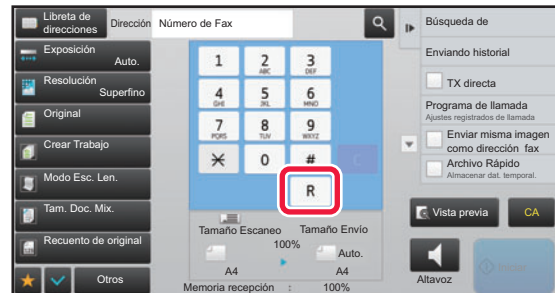 Libreta de
direcciones
Dirección
Número de Fax
Exposición
Auto.
Resolución
Superfino
Original
Crear Trabajo
Modo Esc. Len.
Tam. Doc. Mix.
Recuento de original
Otros
1
2
ABC
3
DEF
4
GHI
5
JKL
6
MNO
7
PQRS
8
TUV
9
WXYZ
0
#
C
R
Tamaño Escaneo
Tamaño Envío
100%
Auto.
A4
A4
Memoria recepción : 100%
Búsqueda de
Enviando historial
TX directa
Programa de llamada
Ajustes registrados de llamada
Enviar misma imagen
como dirección fax
Archivo Rápido
Almacenar dat. temporal.
Vista previa
CA
Altavoz
Iniciar